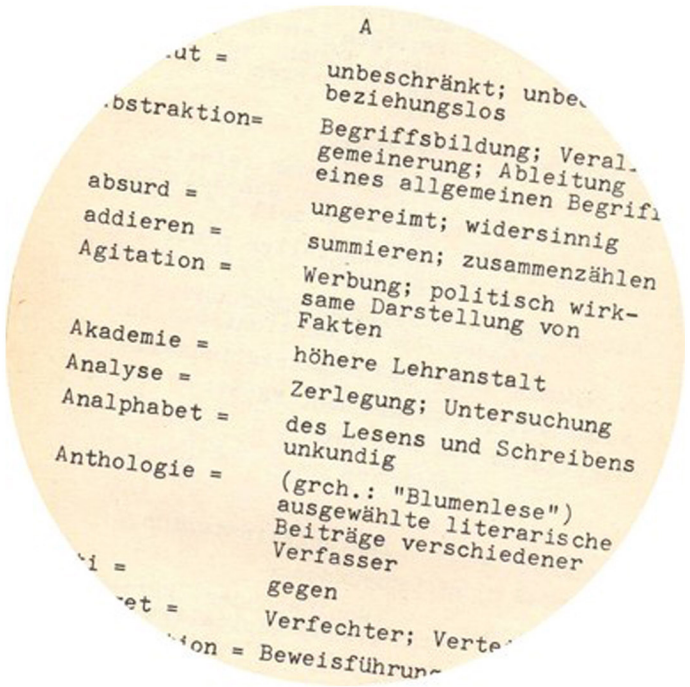 A
unbeschränkt;
beziehungslos
Begriffsbildung;
absurd = gemeinerung; Ableitung
eines allgemeinen
addieren = ungereimt; widersinnig
Agitation = summieren; zusammenzählen
Werbung; politisch wirk-
same Darstellung von
Fakten
Akademie = höhere Lehranstalt
Analyse = Zerlegung; Untersuchung
Analphabet = des Lesens und Schreibens
unkundig
Anthologie = (grch.: "Blumenlese")
ausgewählte literarische
Beiträge verschiedener
Verfasser
gegen
Verfechter;
= Beweisführung